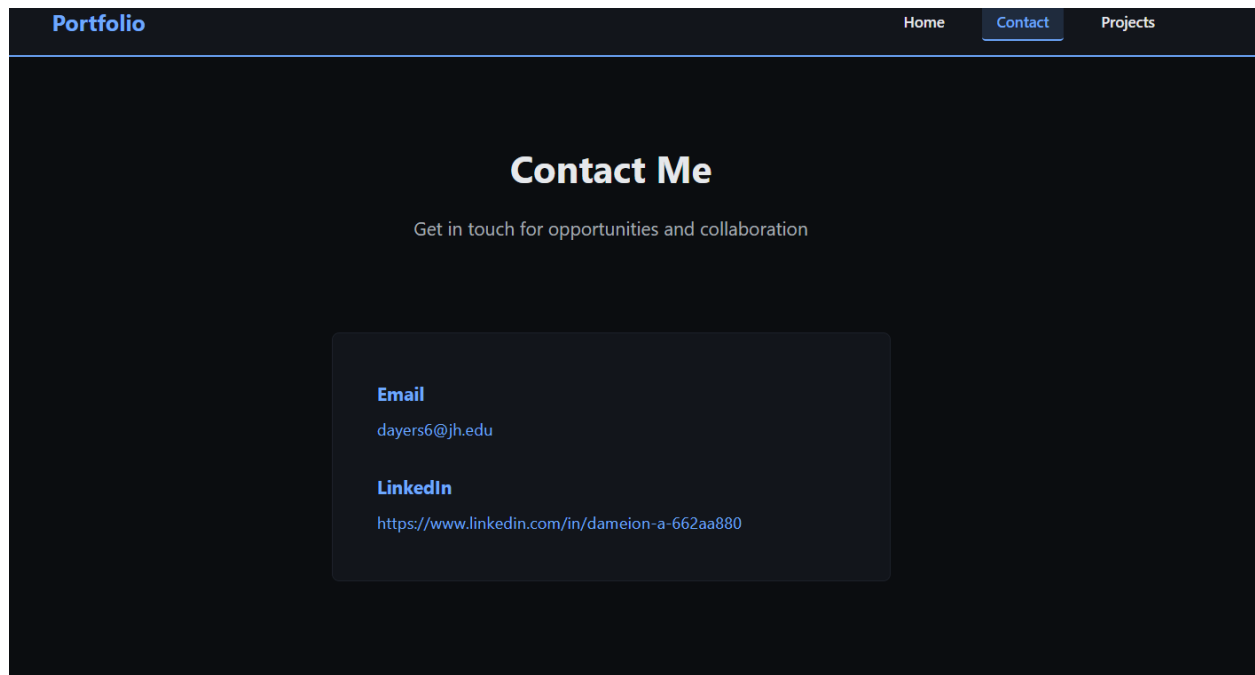 Portfolio
Home
Contact
Projects
Contact Me
Get in touch for opportunities and collaboration
Email
dayers6@jh.edu
LinkedIn
https://www.linkedin.com/in/dameion-a-662aa880